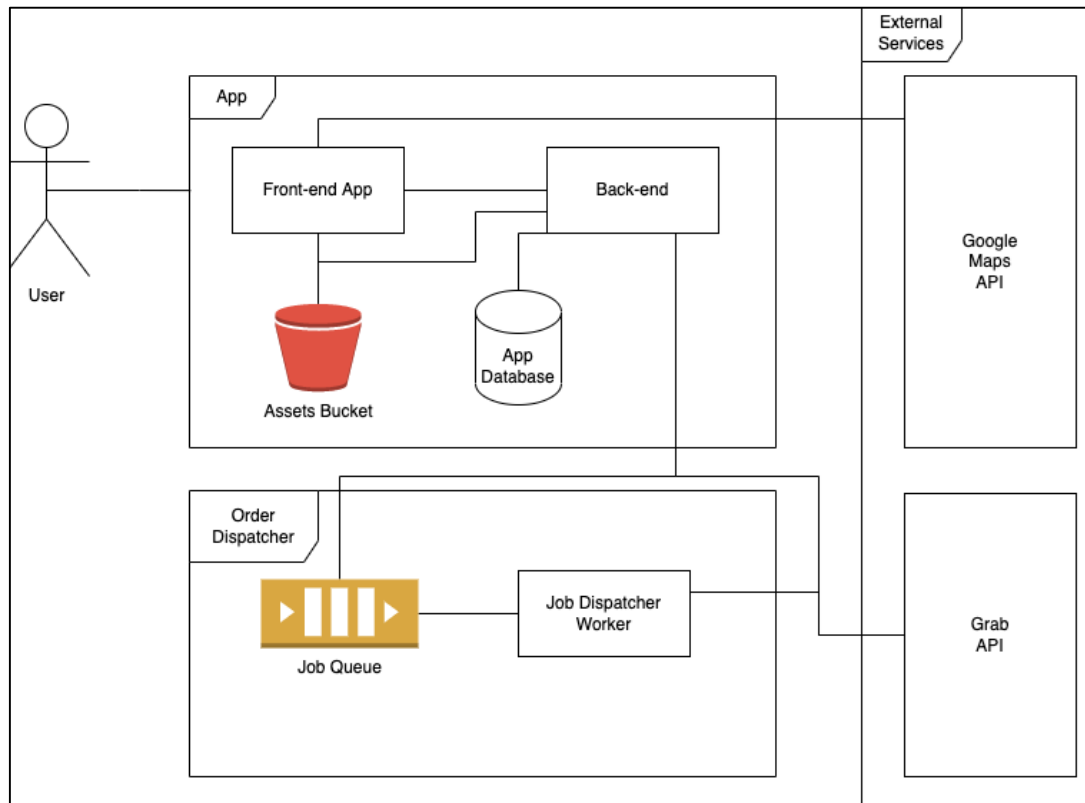 External
Services
App
Front-end App
Back-end
Google
Maps
API
User
App
Database
Assets Bucket
Order
Dispatcher
Job Dispatcher
Worker
Grab
API
Job Queue